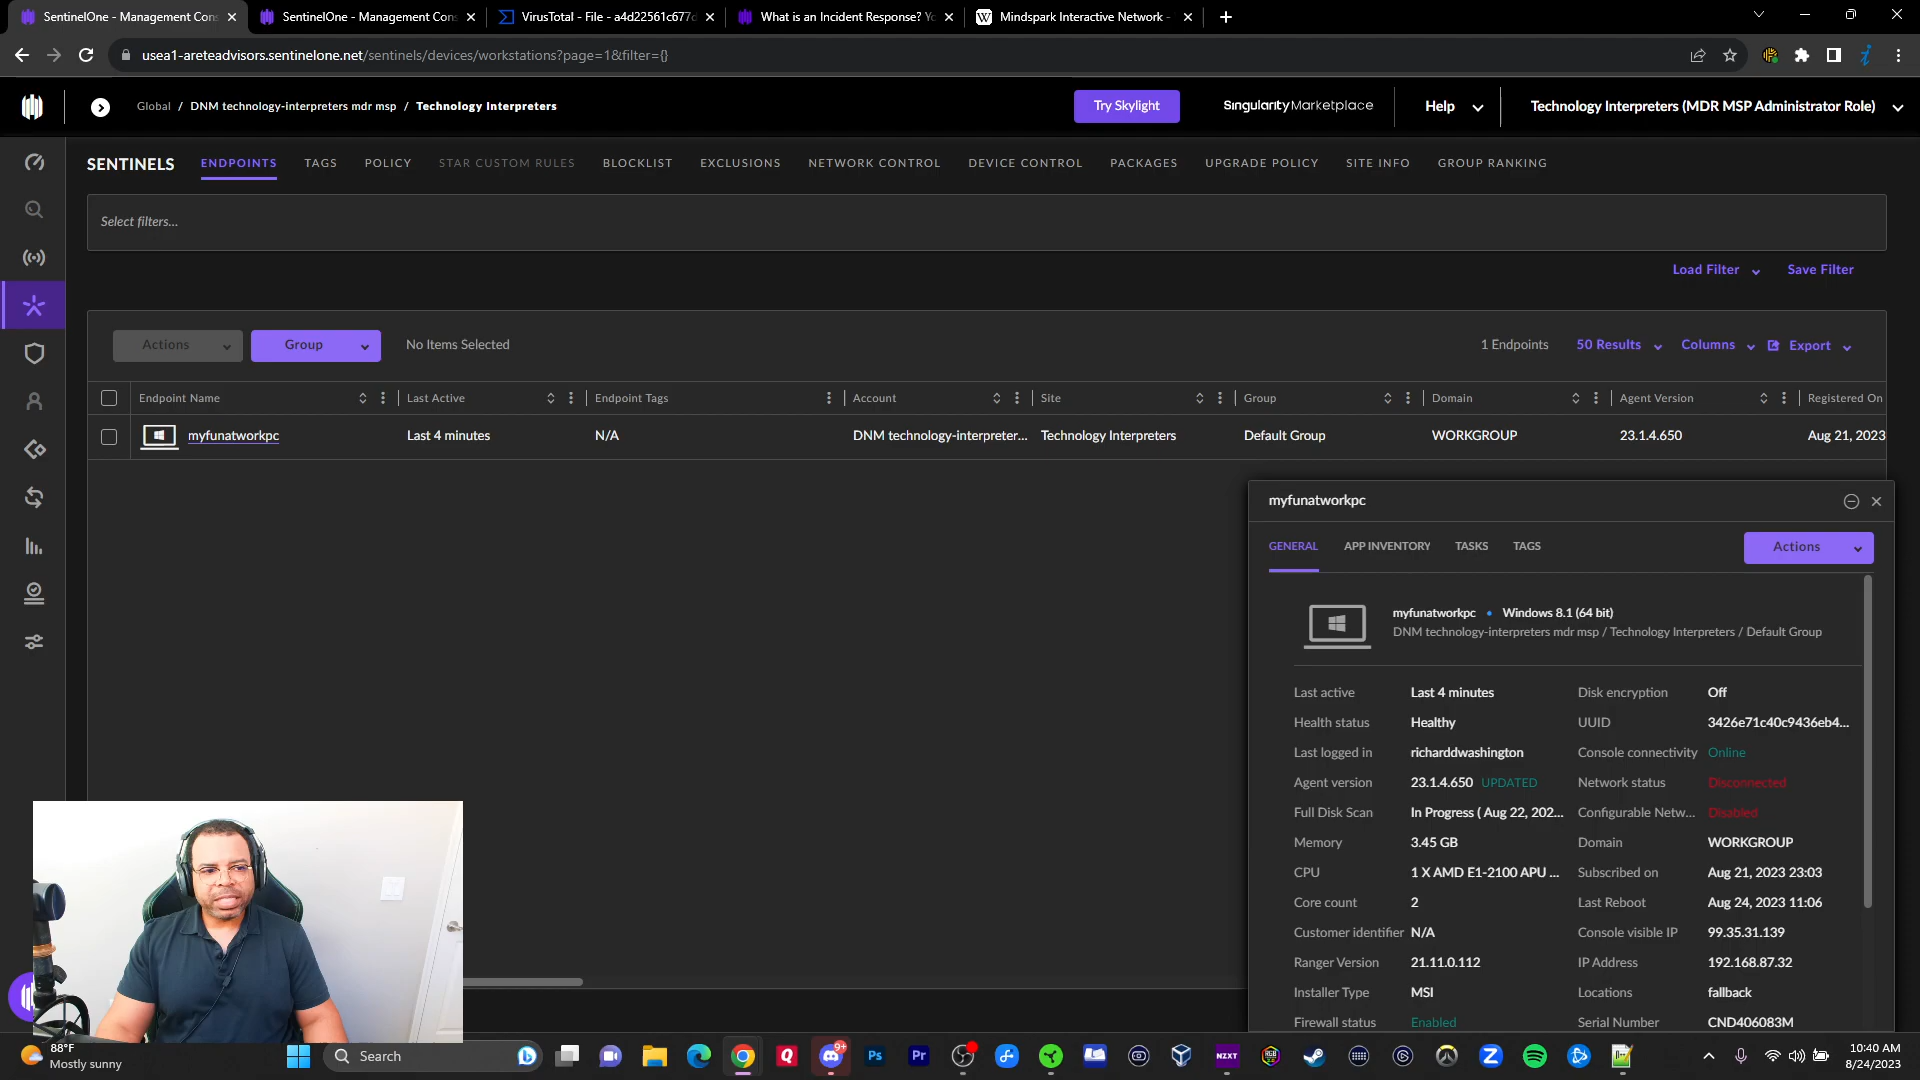 SentinelOne - Management Cons
SentinelOne - Management Cons
VirusTotal - File - a4d22561c677d
What is an Incident Response? Yo
Mindspark Interactive Network -
usea1-areteadvisors.sentinelone.net/sentinels/devices/workstations?page=1&filter={}
Global / DNM technology-interpreters mdr msp / Technology Interpreters
Try Skylight
Singularity Marketplace
Help
Technology Interpreters (MDR MSP Administrator Role)
SENTINELS
ENDPOINTS
TAGS
POLICY
STAR CUSTOM RULES
BLOCKLIST
EXCLUSIONS
NETWORK CONTROL
DEVICE CONTROL
PACKAGES
UPGRADE POLICY
SITE INFO
GROUP RANKING
Select filters...
Load Filter
Save Filter
Actions
Group
No Items Selected
1 Endpoints
50 Results
Columns
Export
Endpoint Name
Last Active
Endpoint Tags
Account
Site
Group
Domain
Agent Version
Registered On
myfunatworkpc
Last 4 minutes
N/A
DNM technology-interpreter...
Technology Interpreters
Default Group
WORKGROUP
23.1.4.650
Aug 21, 2023
myfunatworkpc
GENERAL
APP INVENTORY
TASKS
TAGS
Actions
myfunatworkpc • Windows 8.1 (64 bit)
DNM technology-interpreters mdr msp / Technology Interpreters / Default Group
Last active Last 4 minutes Disk encryption Off
Health status Healthy UUID 3426e71c40c9436eb4...
Last logged in richarddwashington Console connectivity Online
Agent version 23.1.4.650 UPDATED Network status Disconnected
Full Disk Scan In Progress ( Aug 22, 202... Configurable Netw... Disabled
Memory 3.45 GB Domain WORKGROUP
CPU 1 X AMD E1-2100 APU ... Subscribed on Aug 21, 2023 23:03
Core count 2 Last Reboot Aug 24, 2023 11:06
Customer identifier N/A Console visible IP 99.35.31.139
Ranger Version 21.11.0.112 IP Address 192.168.87.32
Installer Type MSI Locations fallback
Firewall status Enabled Serial Number CND406083M
88°F
Mostly sunny
Search
Q
9+
Ps
Pr
NZXT
Z
10:40 AM
8/24/2023